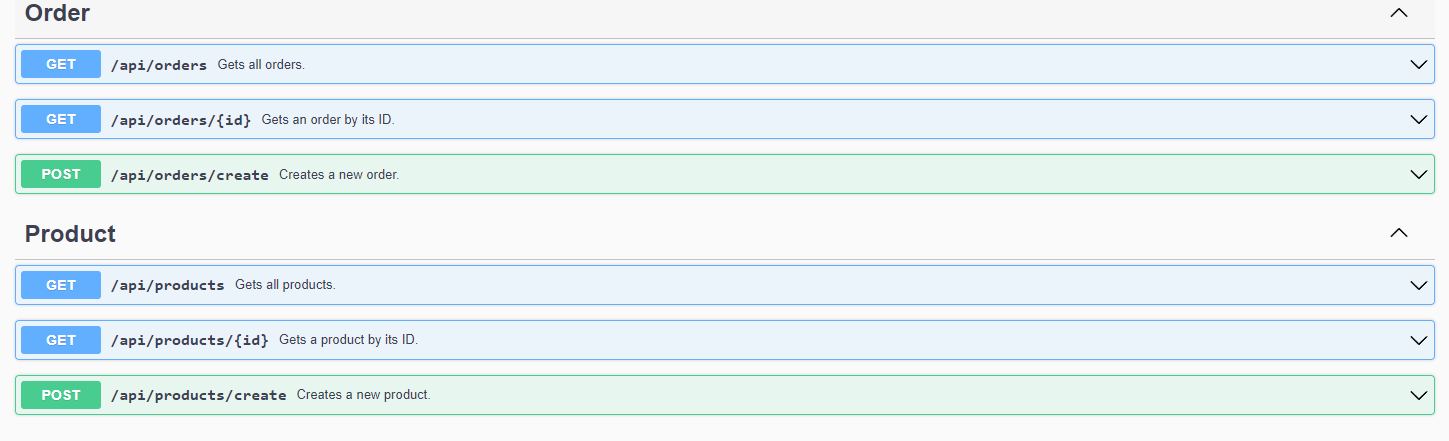 Order
GET /api/orders Gets all orders.
GET /api/orders/{id} Gets an order by its ID.
POST /api/orders/create Creates a new order.
Product
GET /api/products Gets all products.
GET /api/products/{id} Gets a product by its ID.
POST /api/products/create Creates a new product.